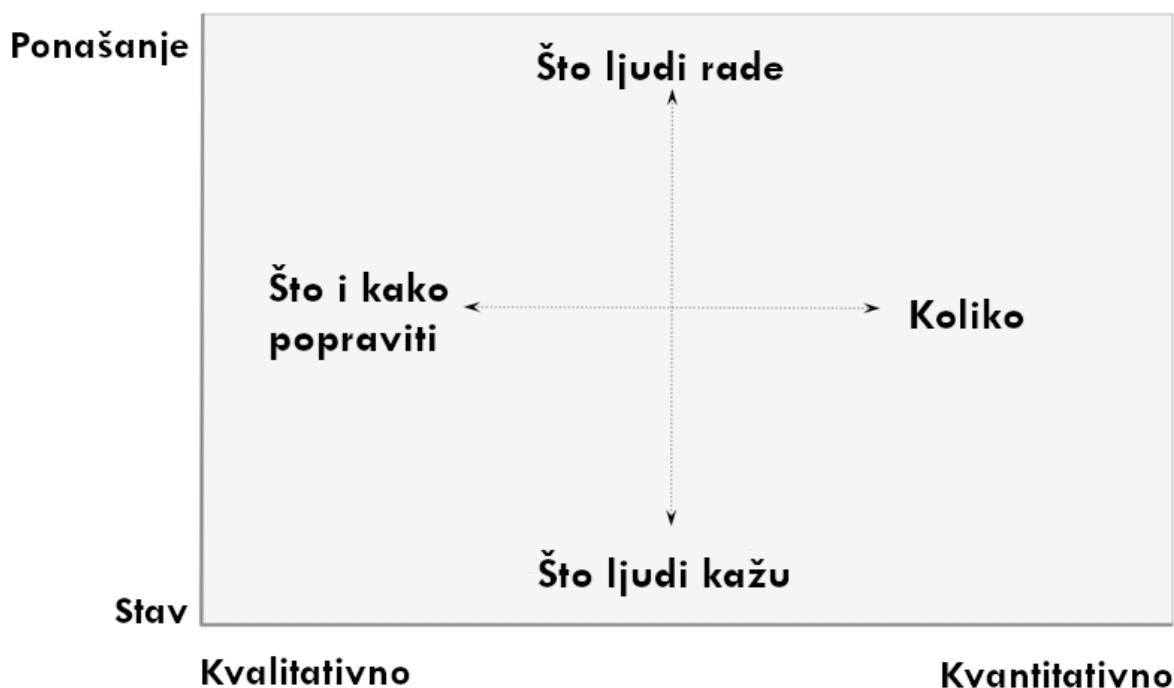 Ponašanje
Što ljudi rade
Što i kako
popraviti
Koliko
Što ljudi kažu
Stav
Kvalitativno
Kvantitativno